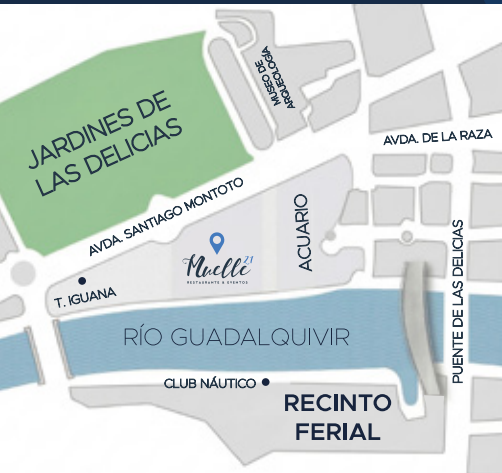 MUSEO DE
ARQUEOLOGÍA
JARDINES DE
LAS DELICIAS
AVDA. DE LA RAZA
AVDA. SANTIAGO MONTOTO
ACUARIO
Muelle 21
RESTAURANTE & EVENTOS
T. IGUANA
PUENTE DE LAS DELICIAS
RÍO GUADALQUIVIR
CLUB NÁUTICO
RECINTO
FERIAL